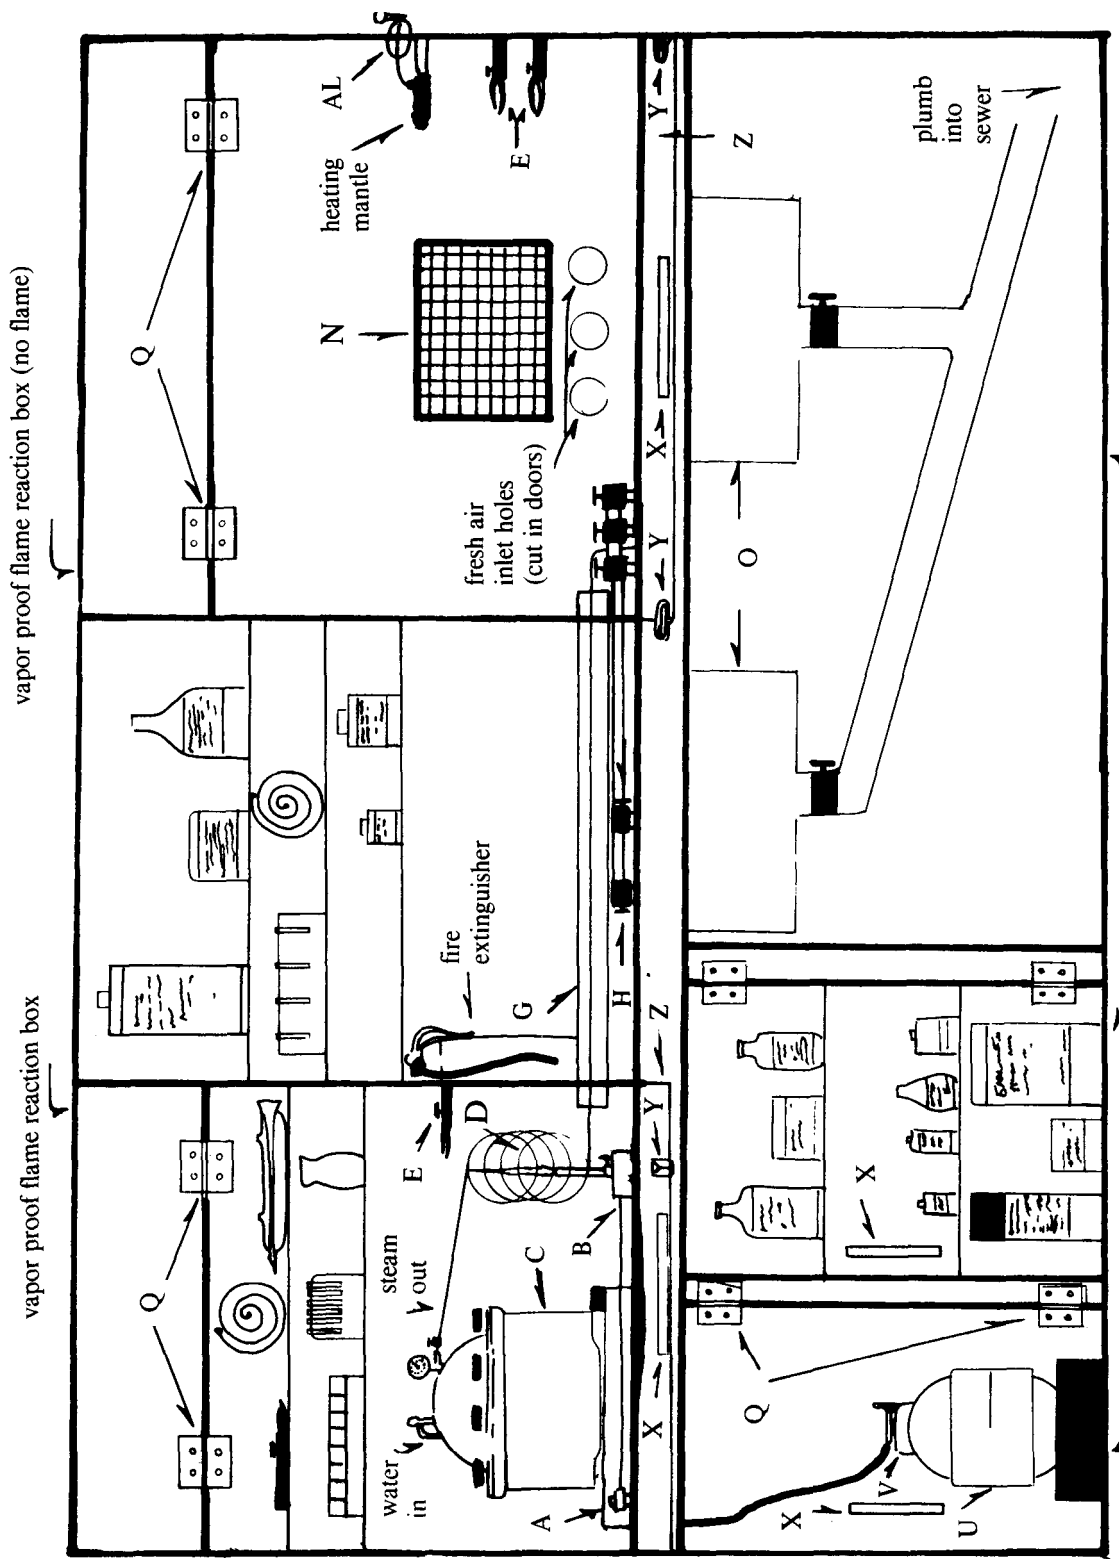 vapor proof flame reaction box
vapor proof flame reaction box (no flame)
Q
Q
water
in
steam
out
E
D
fire
extinguisher
N
heating
mantle
AL
E
fresh air
inlet holes
(cut in doors)
A
B
C
G
H
X
Y
Z
Y
X
Y
Z
Q
O
plumb
into
sewer
X
V
U
X